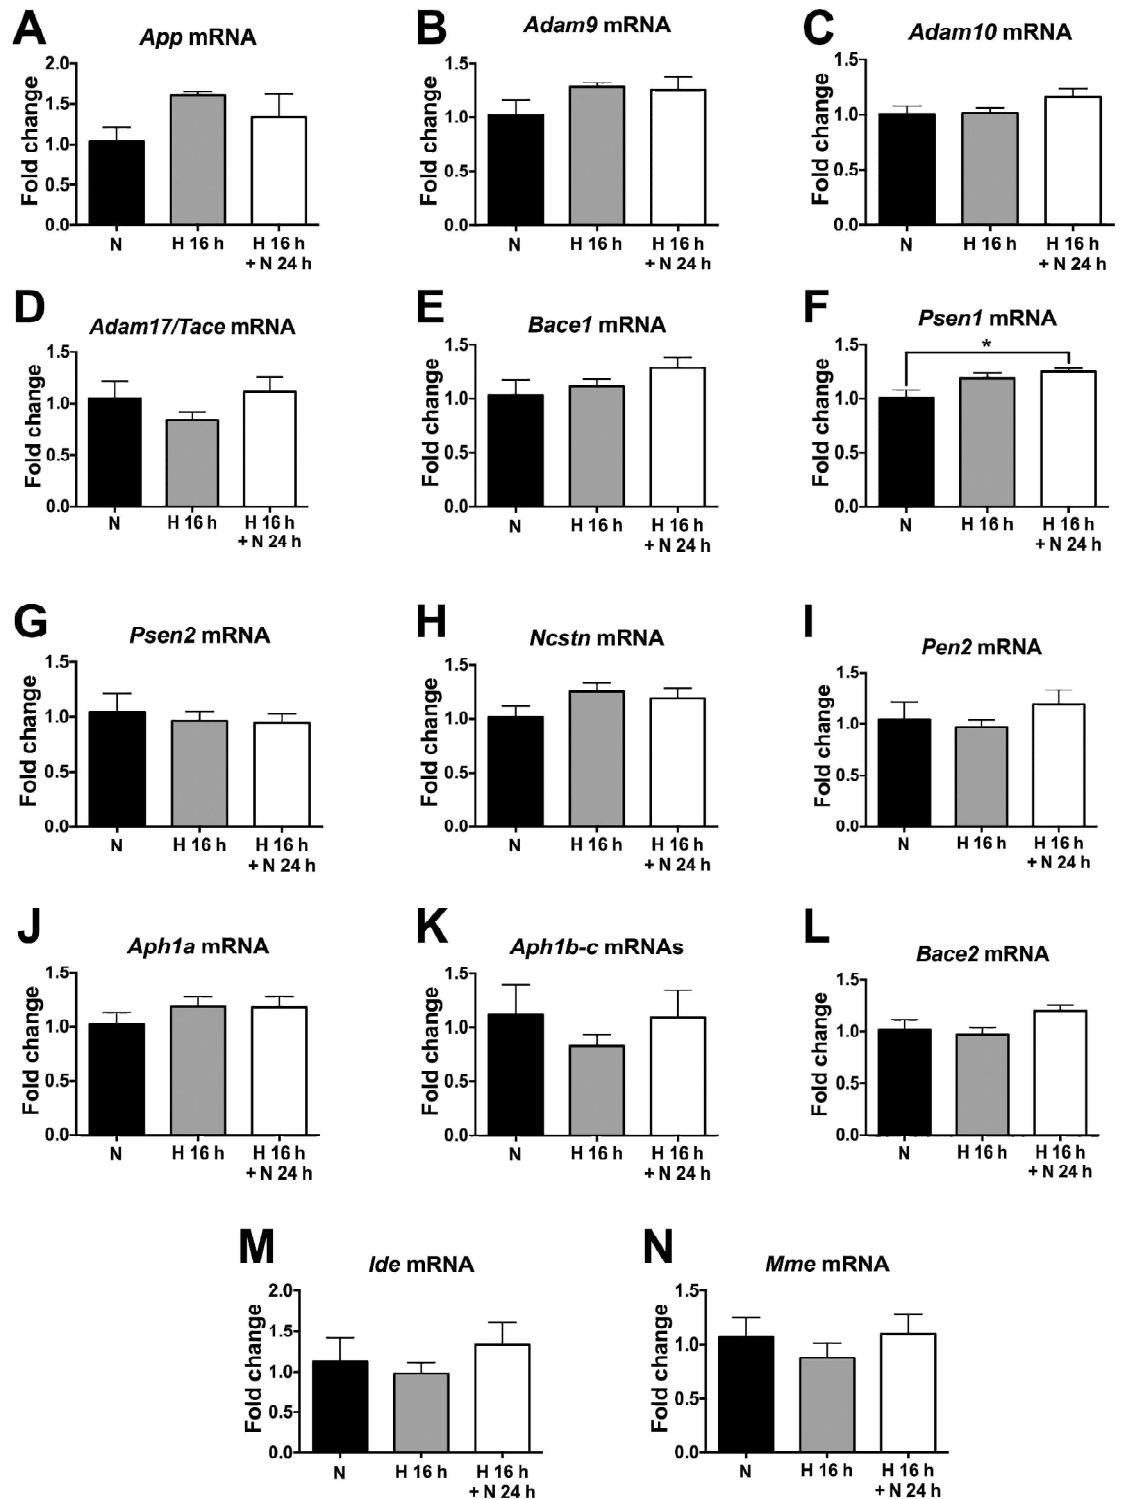 A
App mRNA
Fold change
2.0
1.5
1.0
0.5
0.0
N
H 16 h
H 16 h
+ N 24 h
B
Adam9 mRNA
Fold change
1.5
1.0
0.5
0.0
N
H 16 h
H 16 h
+ N 24 h
C
Adam10 mRNA
Fold change
1.5
1.0
0.5
0.0
N
H 16 h
H 16 h
+ N 24 h
D
Adam17/Tace mRNA
Fold change
1.5
1.0
0.5
0.0
N
H 16 h
H 16 h
+ N 24 h
E
Bace1 mRNA
Fold change
1.5
1.0
0.5
0.0
N
H 16 h
H 16 h
+ N 24 h
F
Psen1 mRNA
*
Fold change
1.5
1.0
0.5
0.0
N
H 16 h
H 16 h
+ N 24 h
G
Psen2 mRNA
Fold change
1.5
1.0
0.5
0.0
N
H 16 h
H 16 h
+ N 24 h
H
Ncstn mRNA
Fold change
1.5
1.0
0.5
0.0
N
H 16 h
H 16 h
+ N 24 h
I
Pen2 mRNA
Fold change
1.5
1.0
0.5
0.0
N
H 16 h
H 16 h
+ N 24 h
J
Aph1a mRNA
Fold change
1.5
1.0
0.5
0.0
N
H 16 h
H 16 h
+ N 24 h
K
Aph1b-c mRNAs
Fold change
1.5
1.0
0.5
0.0
N
H 16 h
H 16 h
+ N 24 h
L
Bace2 mRNA
Fold change
1.5
1.0
0.5
0.0
N
H 16 h
H 16 h
+ N 24 h
M
Ide mRNA
Fold change
2.0
1.5
1.0
0.5
0.0
N
H 16 h
H 16 h
+ N 24 h
N
Mme mRNA
Fold change
1.5
1.0
0.5
0.0
N
H 16 h
H 16 h
+ N 24 h